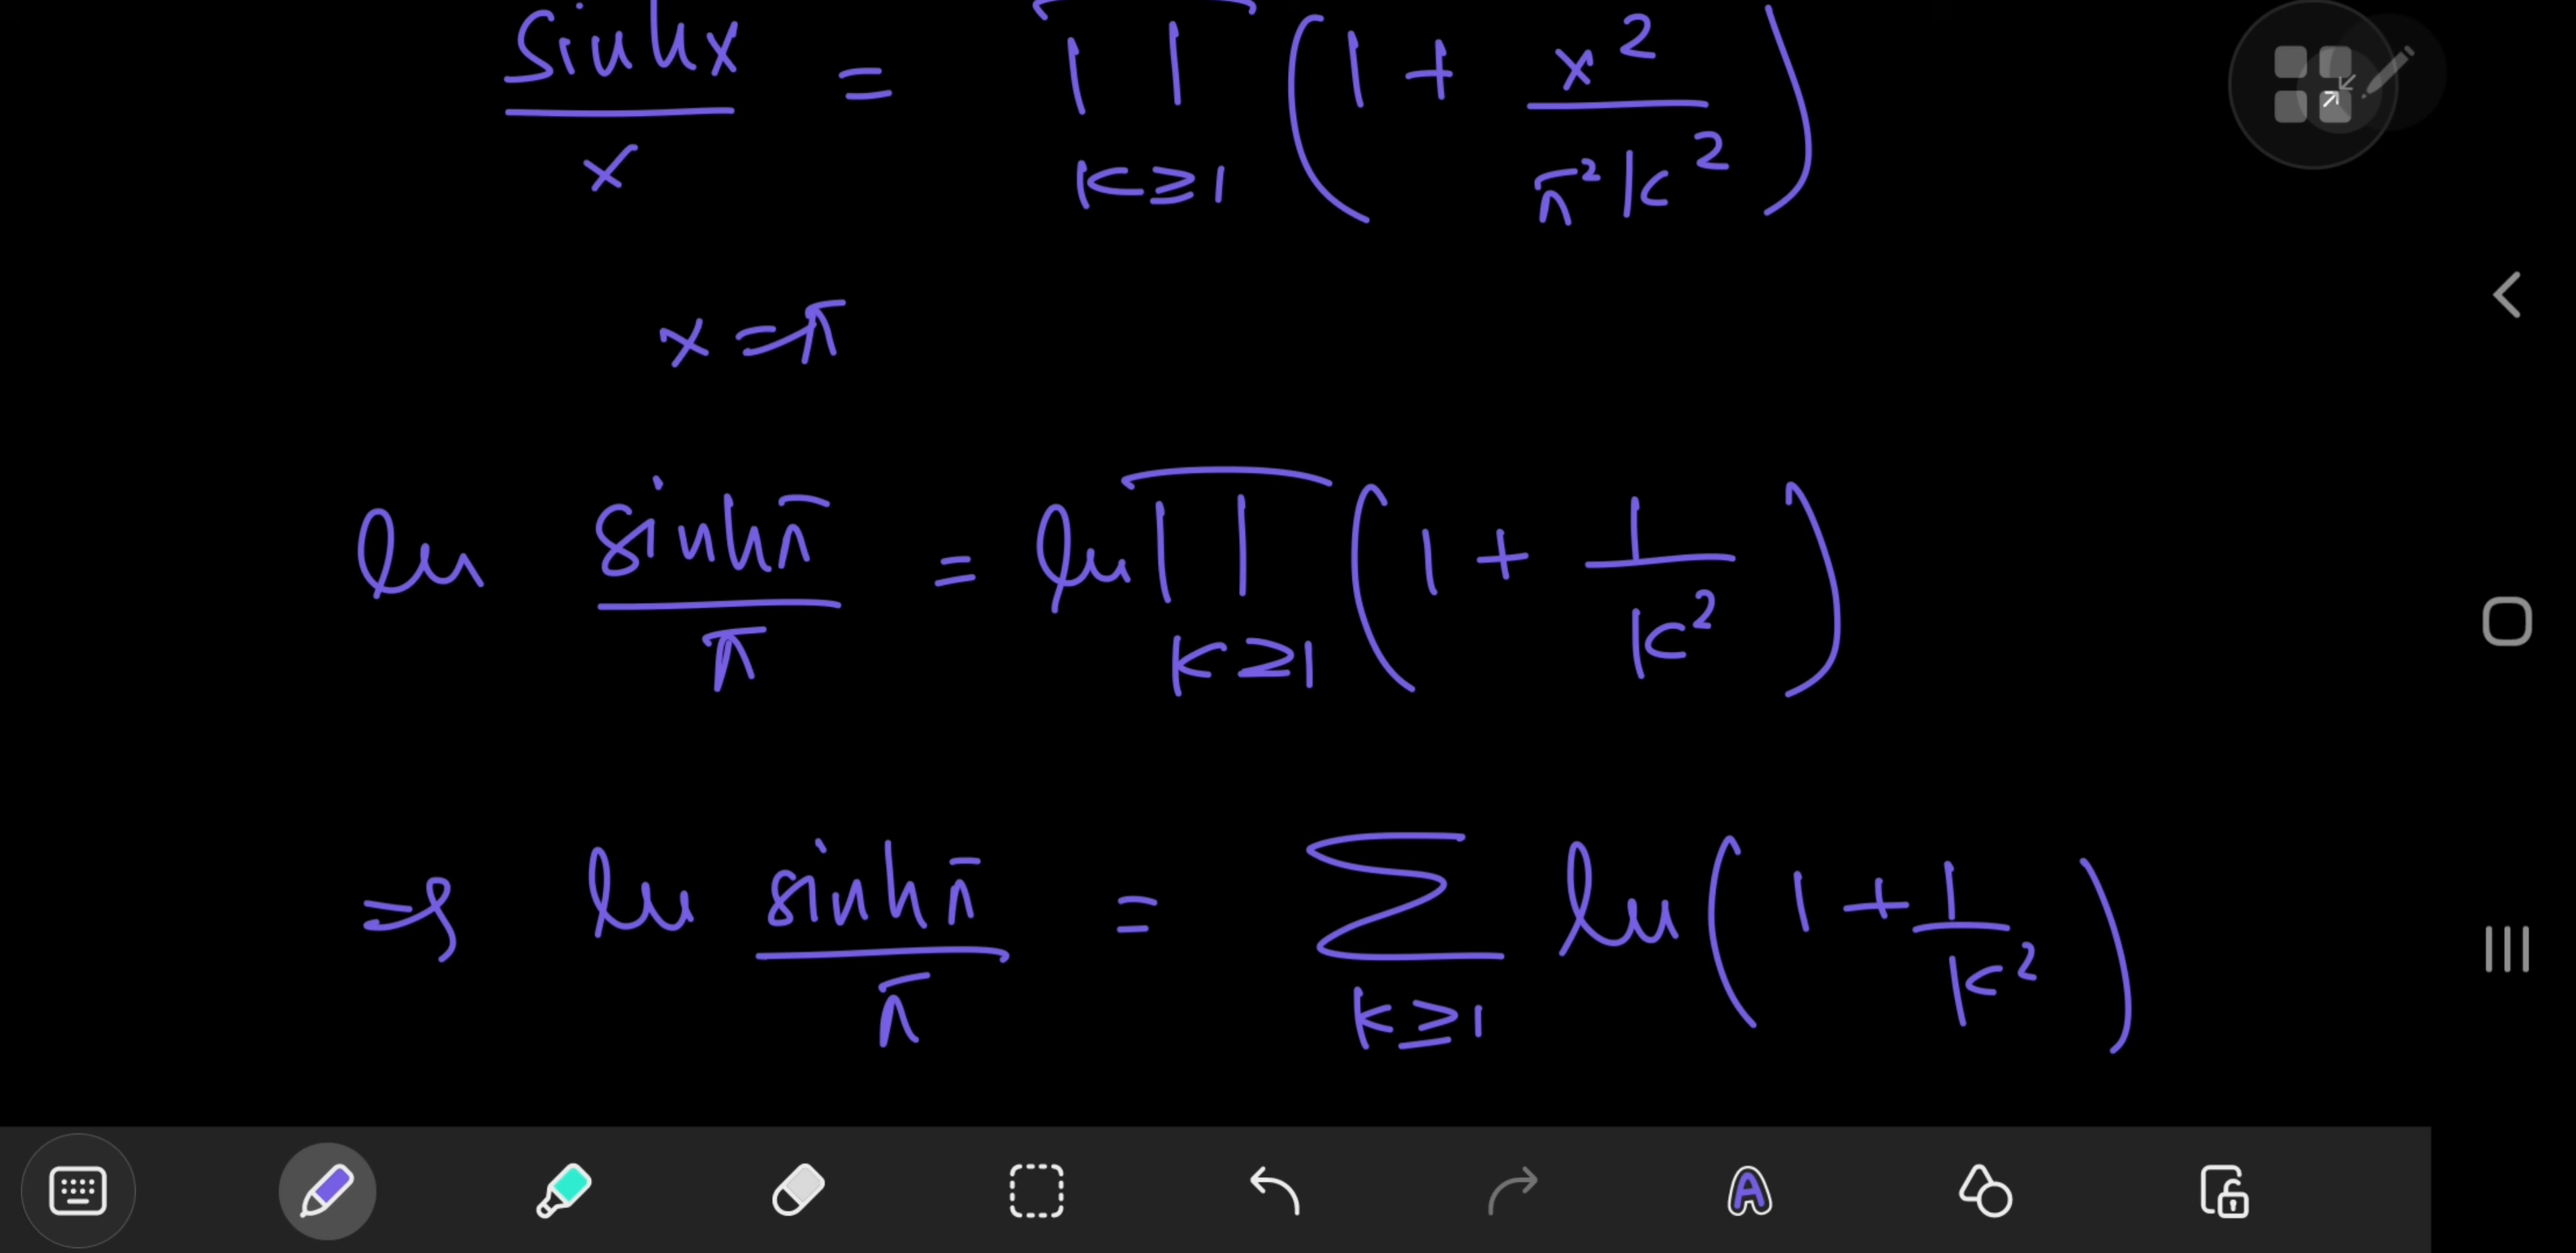 sinh x / x = ∏_{k≥1} (1 + x² / π²k²)
x = π
ln sinh π / π = ln ∏_{k≥1} (1 + 1 / k²)
⇒ ln sinh π / π = ∑_{k≥1} ln (1 + 1 / k²)
A